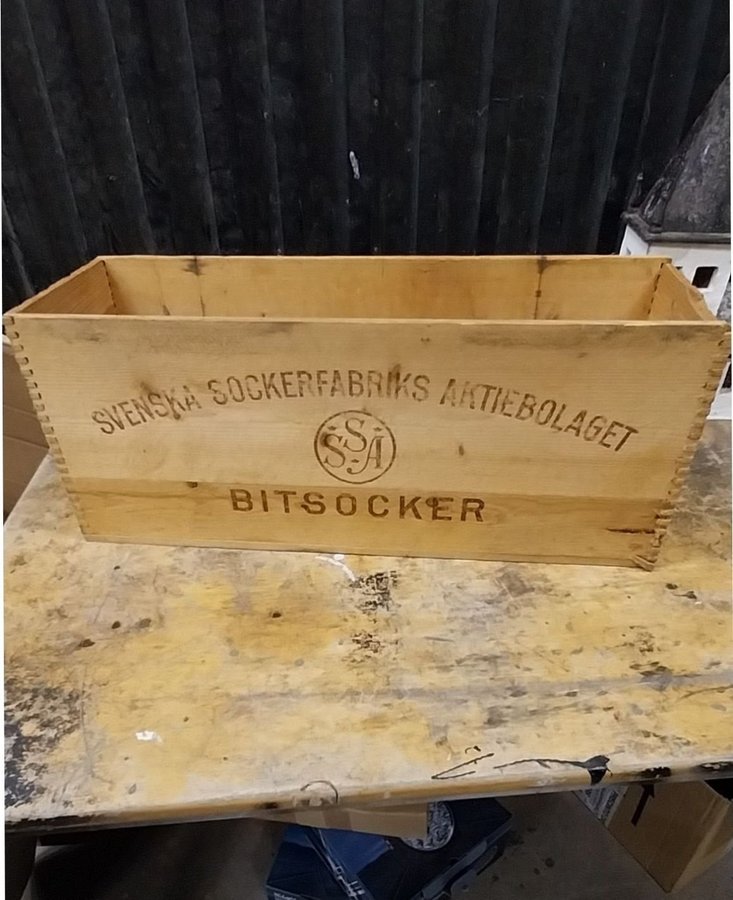 SVENSKA SOCKERFABRIKS AKTIEBOLAGET
SSA
BITSOCKER